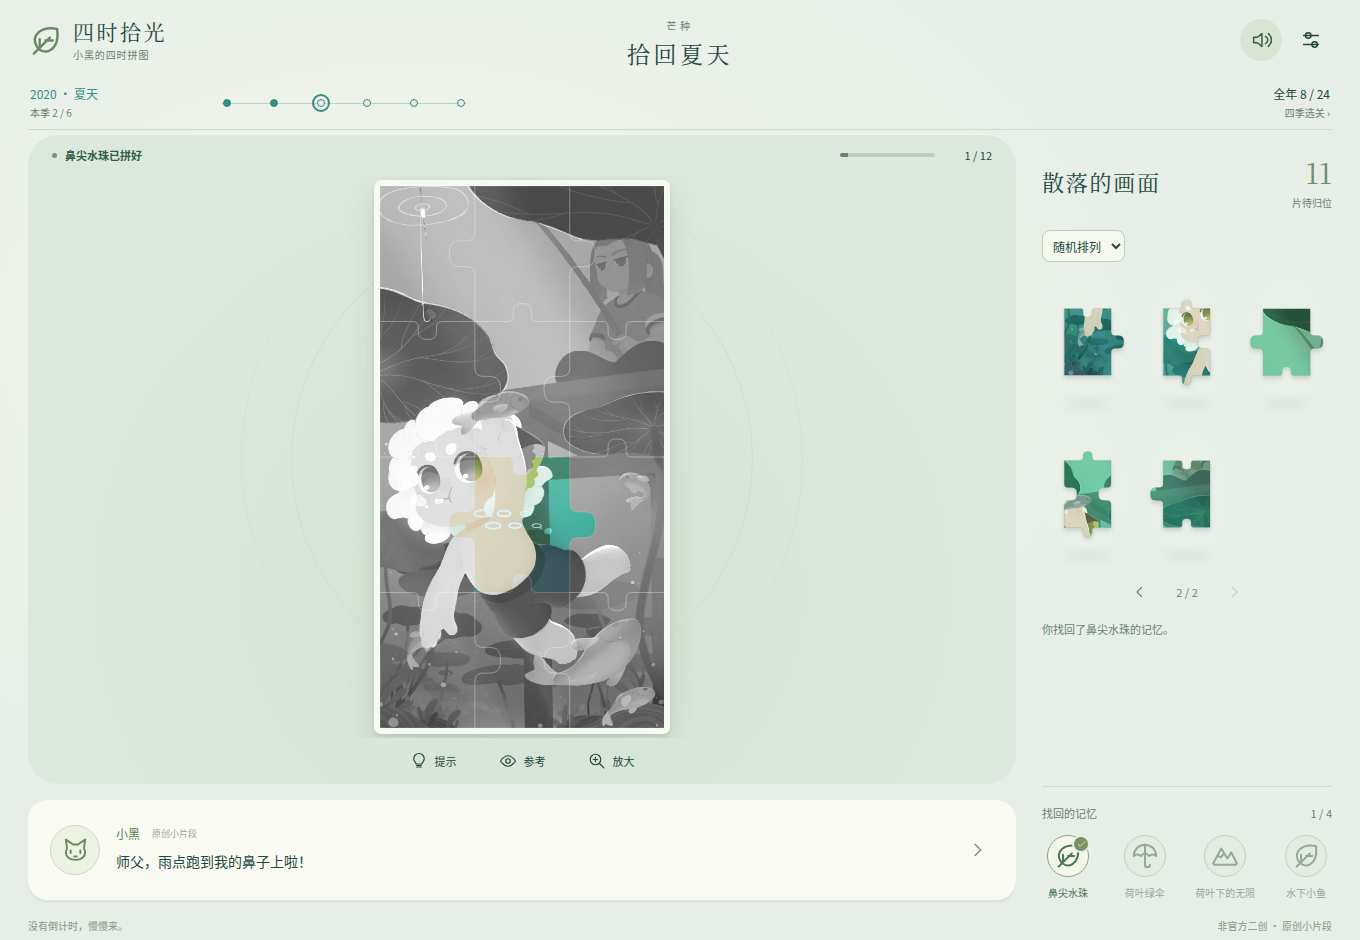 四时拾光
小黑的四时拼图
芒种
拾回夏天
2020 · 夏天
本季 2 / 6
全年 8 / 24
四季选关 ›
鼻尖水珠已拼好
1 / 12
散落的画面
11
片待归位
随机排列
2 / 2
你找回了鼻尖水珠的记忆。
提示
参考
放大
小黑 原创小片段
师父，雨点跑到我的鼻子上啦！
找回的记忆
1 / 4
鼻尖水珠
荷叶绿伞
荷叶下的无限
水下小鱼
没有倒计时，慢慢来。
非官方二创 · 原创小片段